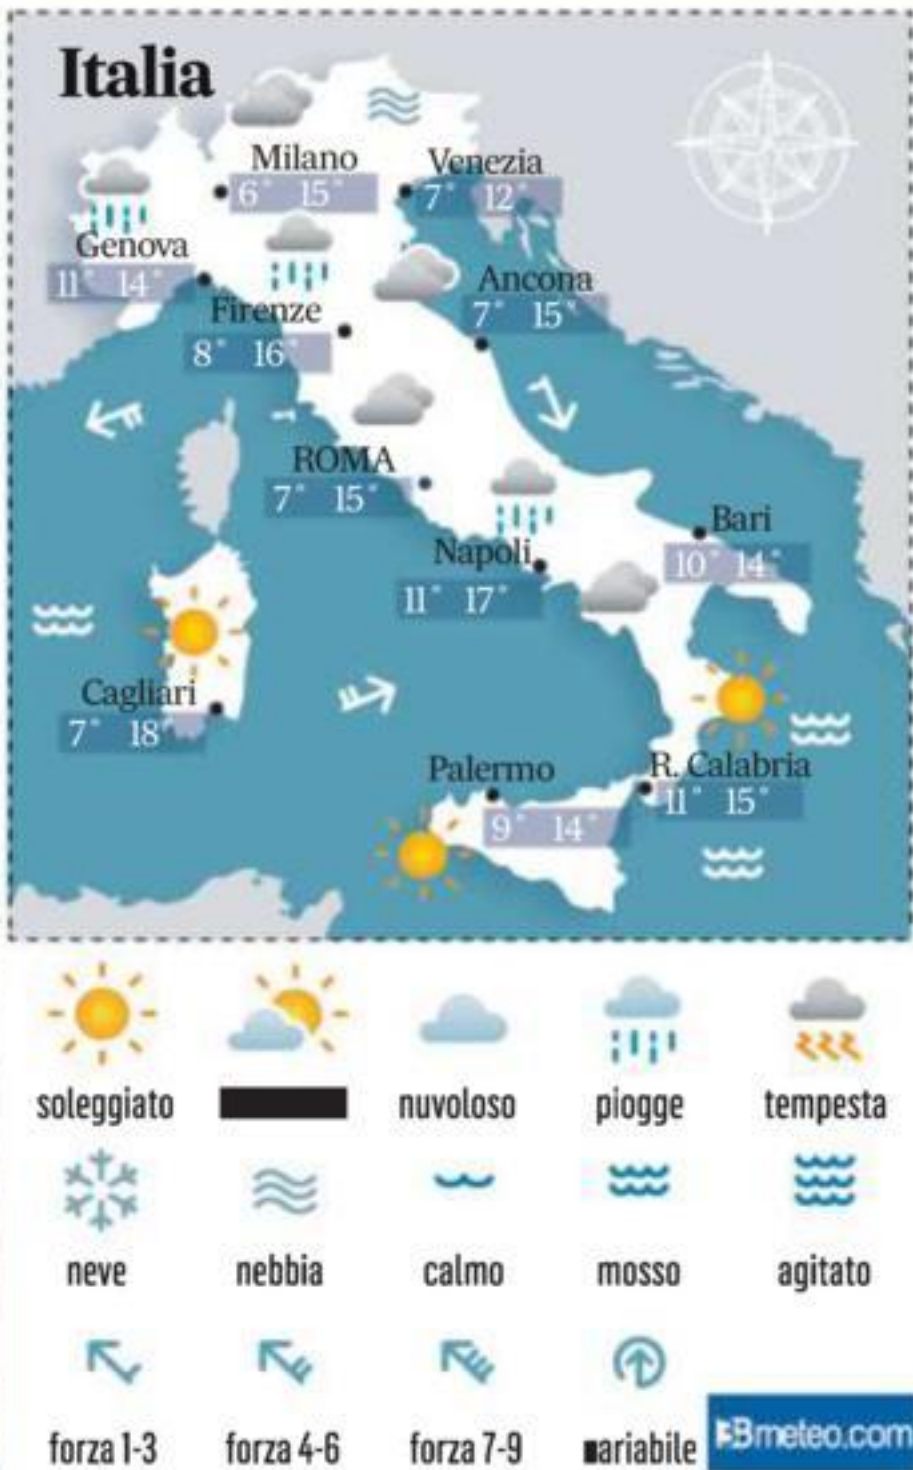 Italia
Milano
6° 15°
Venezia
7° 12°
Genova
11° 14°
Ancona
7° 15°
Firenze
8° 16°
ROMA
7° 15°
Bari
10° 14°
Napoli
11° 17°
Cagliari
7° 18°
Palermo
9° 14°
R. Calabria
11° 15°
soleggiato nuvoloso piogge tempesta
neve nebbia calmo mosso agitato
forza 1-3 forza 4-6 forza 7-9 ariabile
3Bmeteo.com